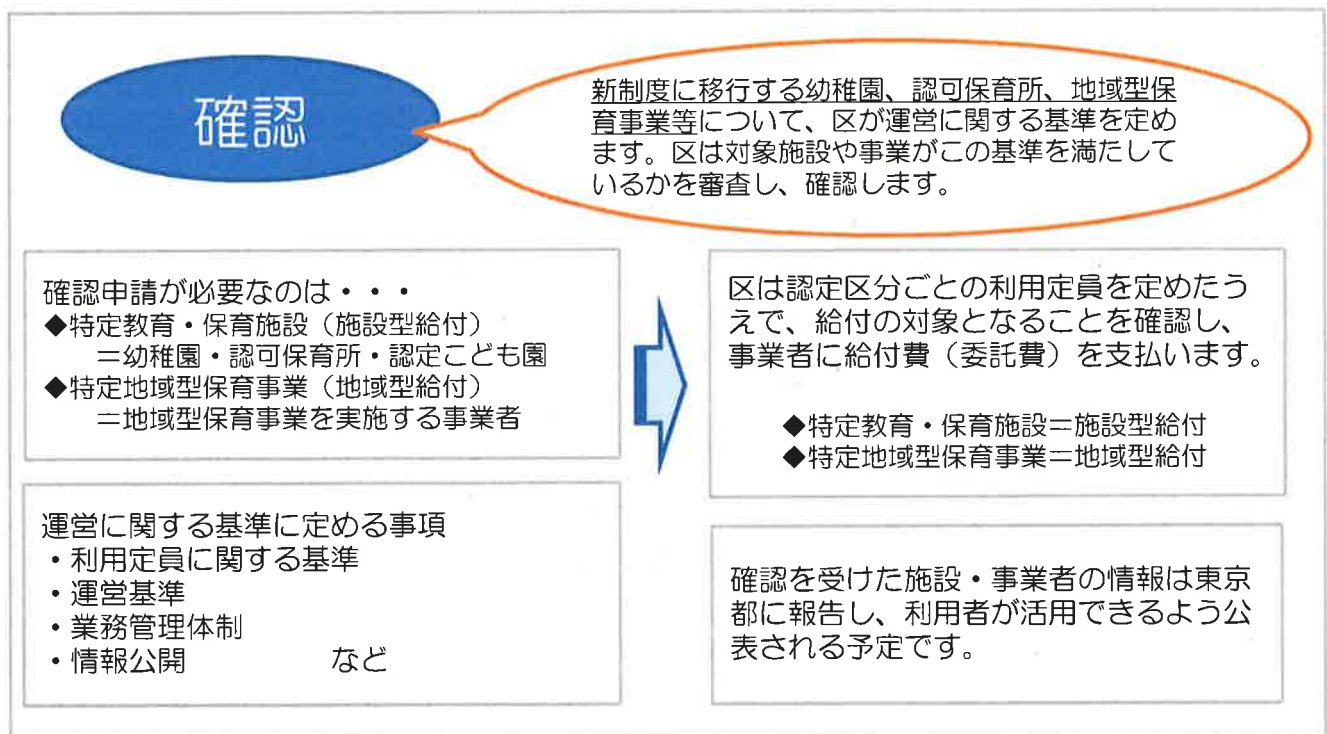 確認
新制度に移行する幼稚園、認可保育所、地域型保
育事業等について、区が運営に関する基準を定め
ます。区は対象施設や事業がこの基準を満たして
いるかを審査し、確認します。
確認申請が必要なのは・・・
◆特定教育・保育施設（施設型給付）
＝幼稚園・認可保育所・認定こども園
◆特定地域型保育事業（地域型給付）
＝地域型保育事業を実施する事業者
運営に関する基準に定める事項
・利用定員に関する基準
・運営基準
・業務管理体制
・情報公開　　　　　など
区は認定区分ごとの利用定員を定めたう
えで、給付の対象となることを確認し、
事業者に給付費（委託費）を支払います。
◆特定教育・保育施設＝施設型給付
◆特定地域型保育事業＝地域型給付
確認を受けた施設・事業者の情報は東京
都に報告し、利用者が活用できるよう公
表される予定です。